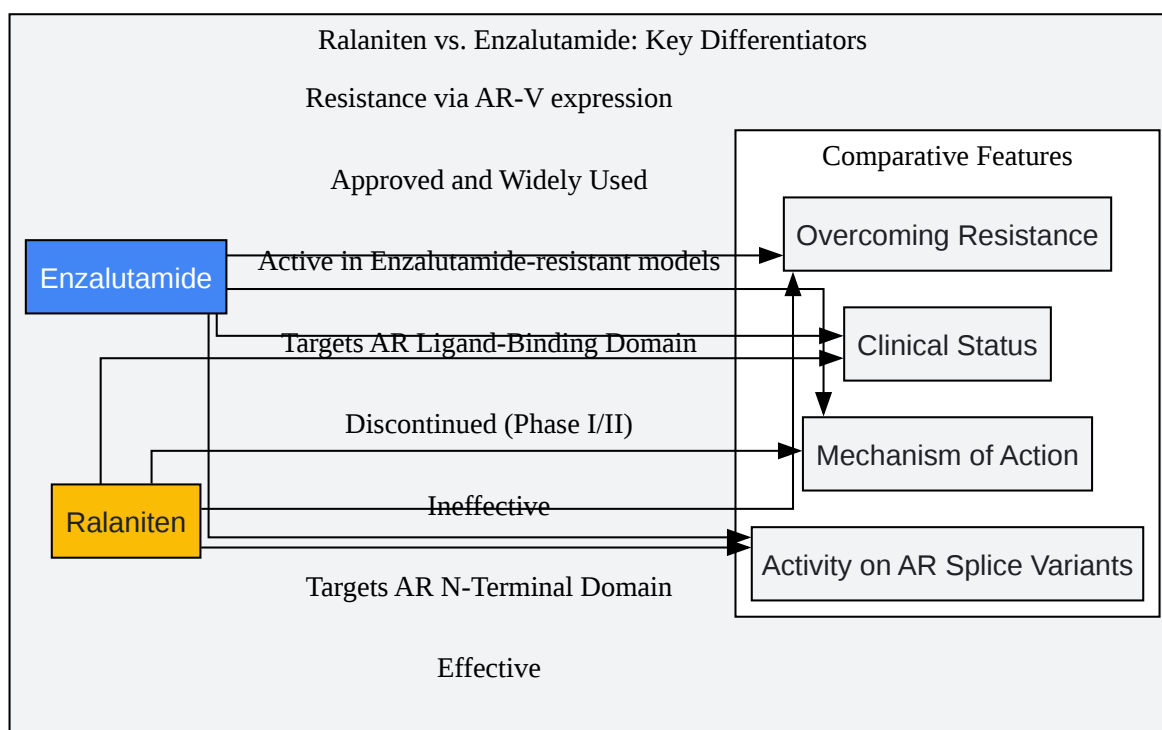 Ralaniten vs. Enzalutamide: Key Differentiators
Resistance via AR-V expression
Comparative Features
Approved and Widely Used
Overcoming Resistance
Enzalutamide
Active in Enzalutamide-resistant models
Targets AR Ligand-Binding Domain
Clinical Status
Discontinued (Phase I/II)
Mechanism of Action
Ineffective
Ralaniten
Activity on AR Splice Variants
Targets AR N-Terminal Domain
Effective